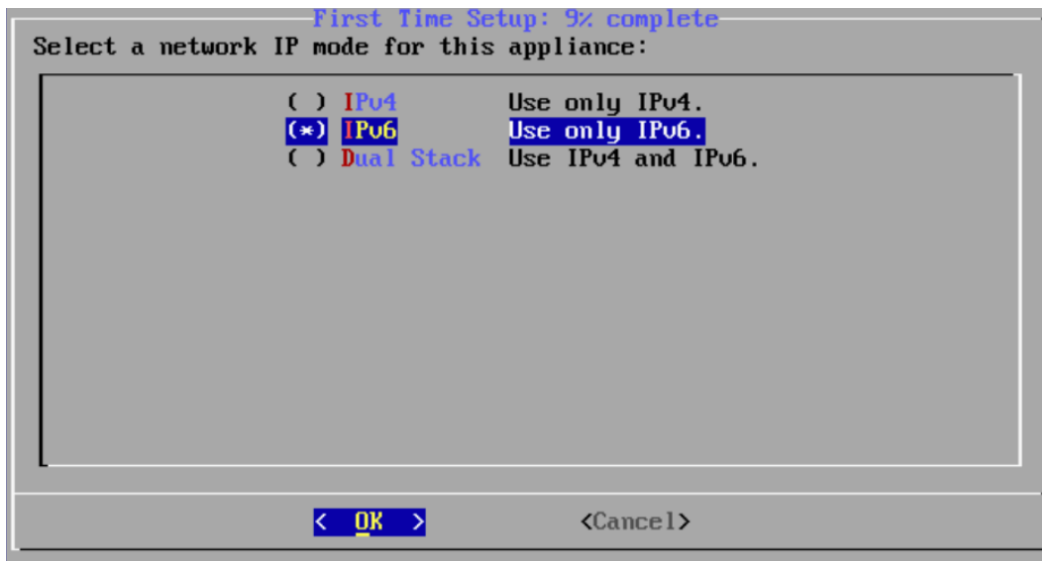 First Time Setup: 9% complete
Select a network IP mode for this appliance:
( ) IPv4 Use only IPv4.
(*) IPv6 Use only IPv6.
( ) Dual Stack Use IPv4 and IPv6.
< OK > <Cancel>